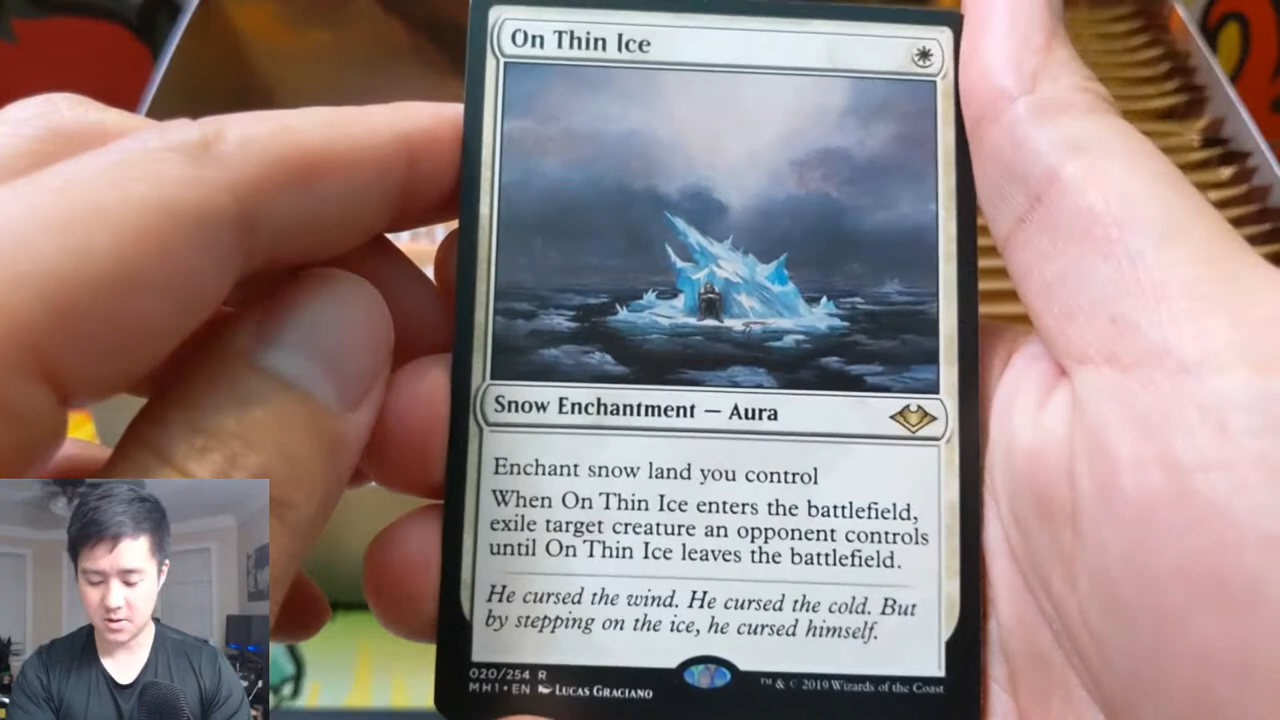 On Thin Ice
Snow Enchantment — Aura
Enchant snow land you control
When On Thin Ice enters the battlefield,
exile target creature an opponent controls
until On Thin Ice leaves the battlefield.
He cursed the wind. He cursed the cold. But
by stepping on the ice, he cursed himself.
020/254 R
MH1 • EN Lucas Graciano
™ & © 2019 Wizards of the Coast